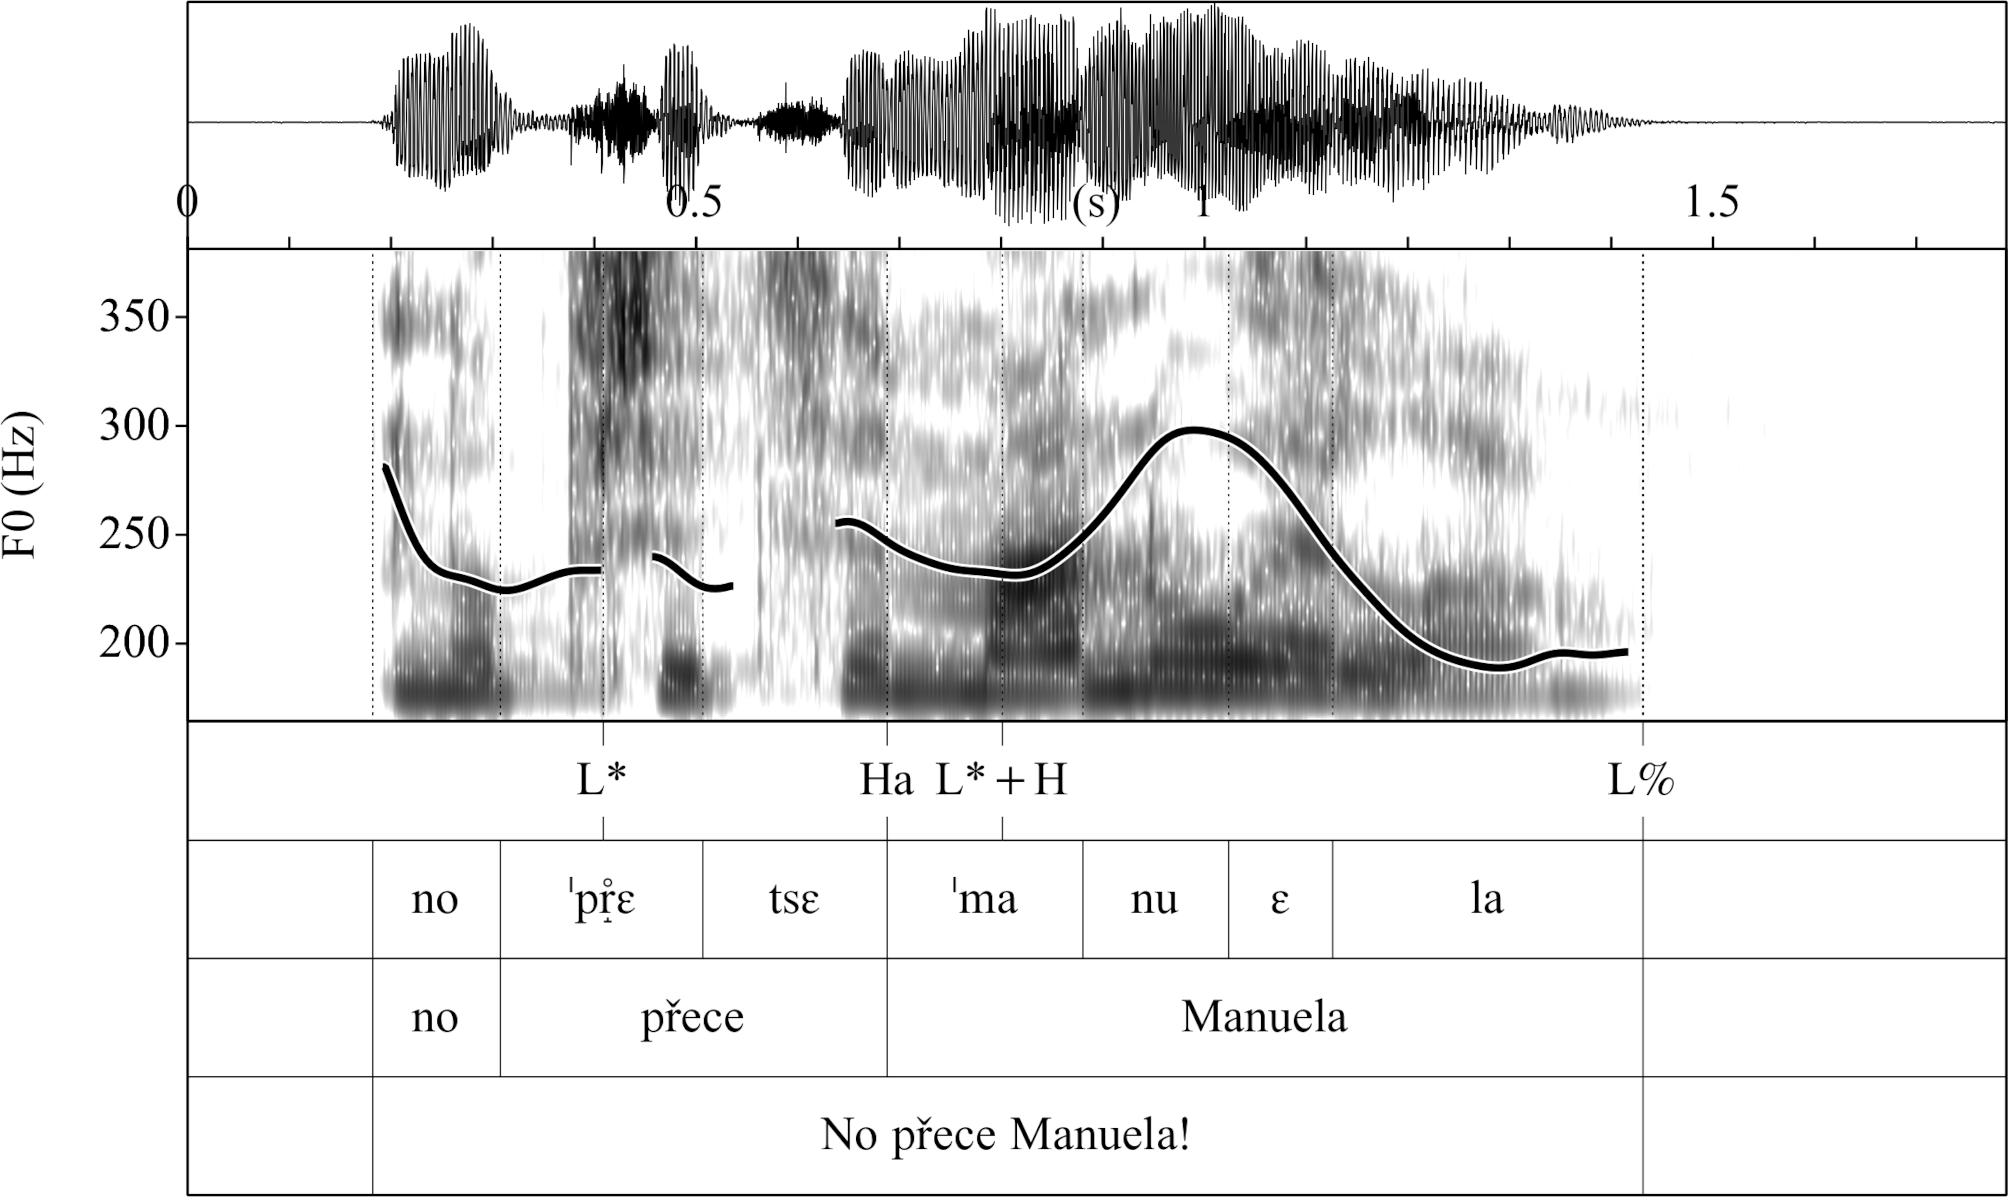 0 0.5 (s) 1 1.5
F0 (Hz)
350
300
250
200
L* Ha L* + H L%
no ˈpr̝̊ɛ tsɛ ˈma nu ɛ la
no přece Manuela
No přece Manuela!